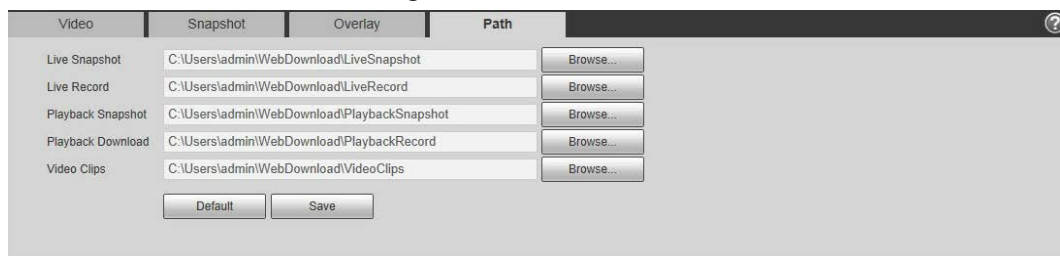 Video Snapshot Overlay Path ?
Live Snapshot C:\Users\admin\WebDownload\LiveSnapshot Browse...
Live Record C:\Users\admin\WebDownload\LiveRecord Browse...
Playback Snapshot C:\Users\admin\WebDownload\PlaybackSnapshot Browse...
Playback Download C:\Users\admin\WebDownload\PlaybackRecord Browse...
Video Clips C:\Users\admin\WebDownload\VideoClips Browse...
Default Save